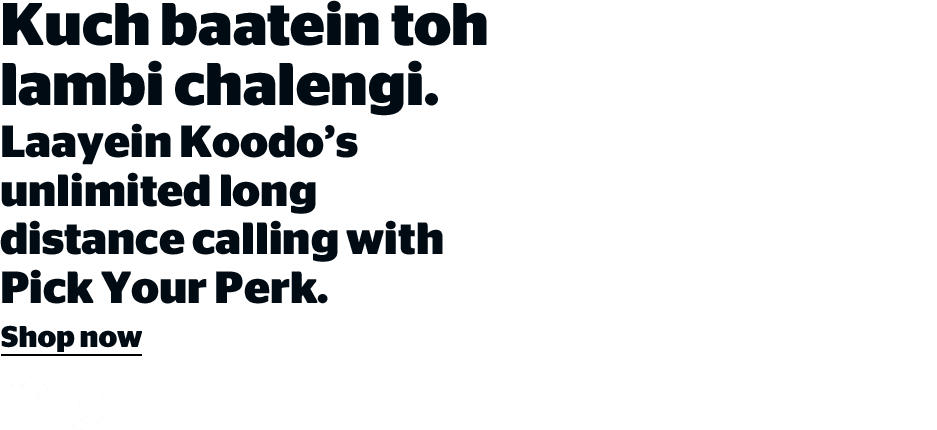 Kuch baatein toh
lambi chalengi.
Laayein Koodo’s
unlimited long
distance calling with
Pick Your Perk.
Shop now